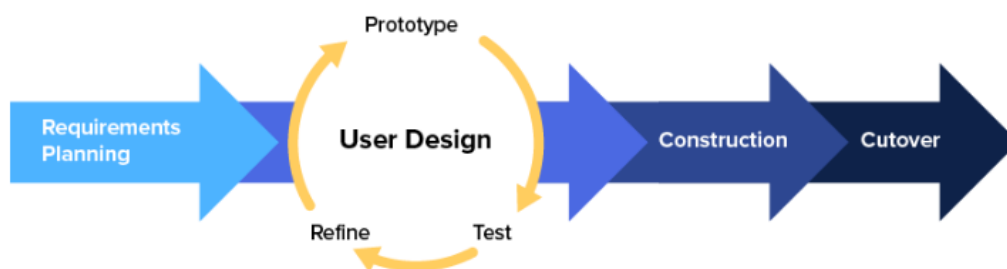 Prototype
Requirements
Planning
User Design
Construction
Cutover
Refine
Test